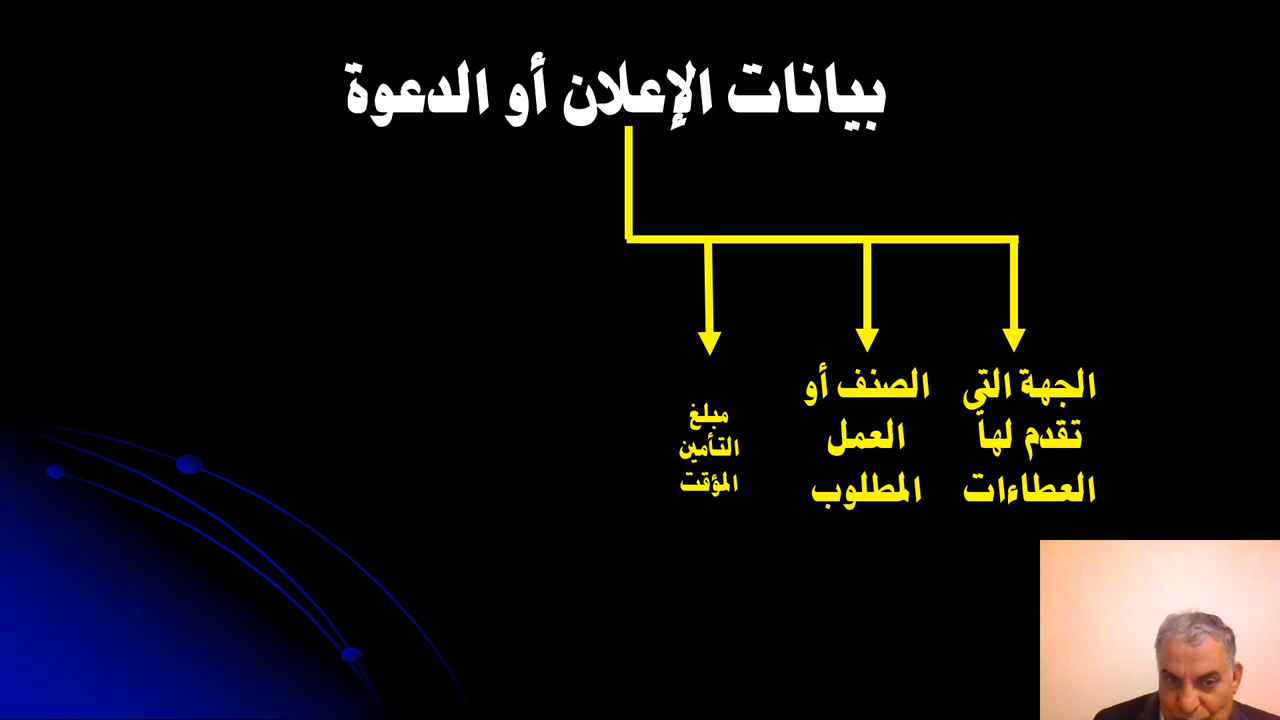 بيانات الإعلان أو الدعوة
الجهة التي
تقدم لها
العطاءات
الصنف أو
العمل
المطلوب
مبلغ
التأمين
المؤقت